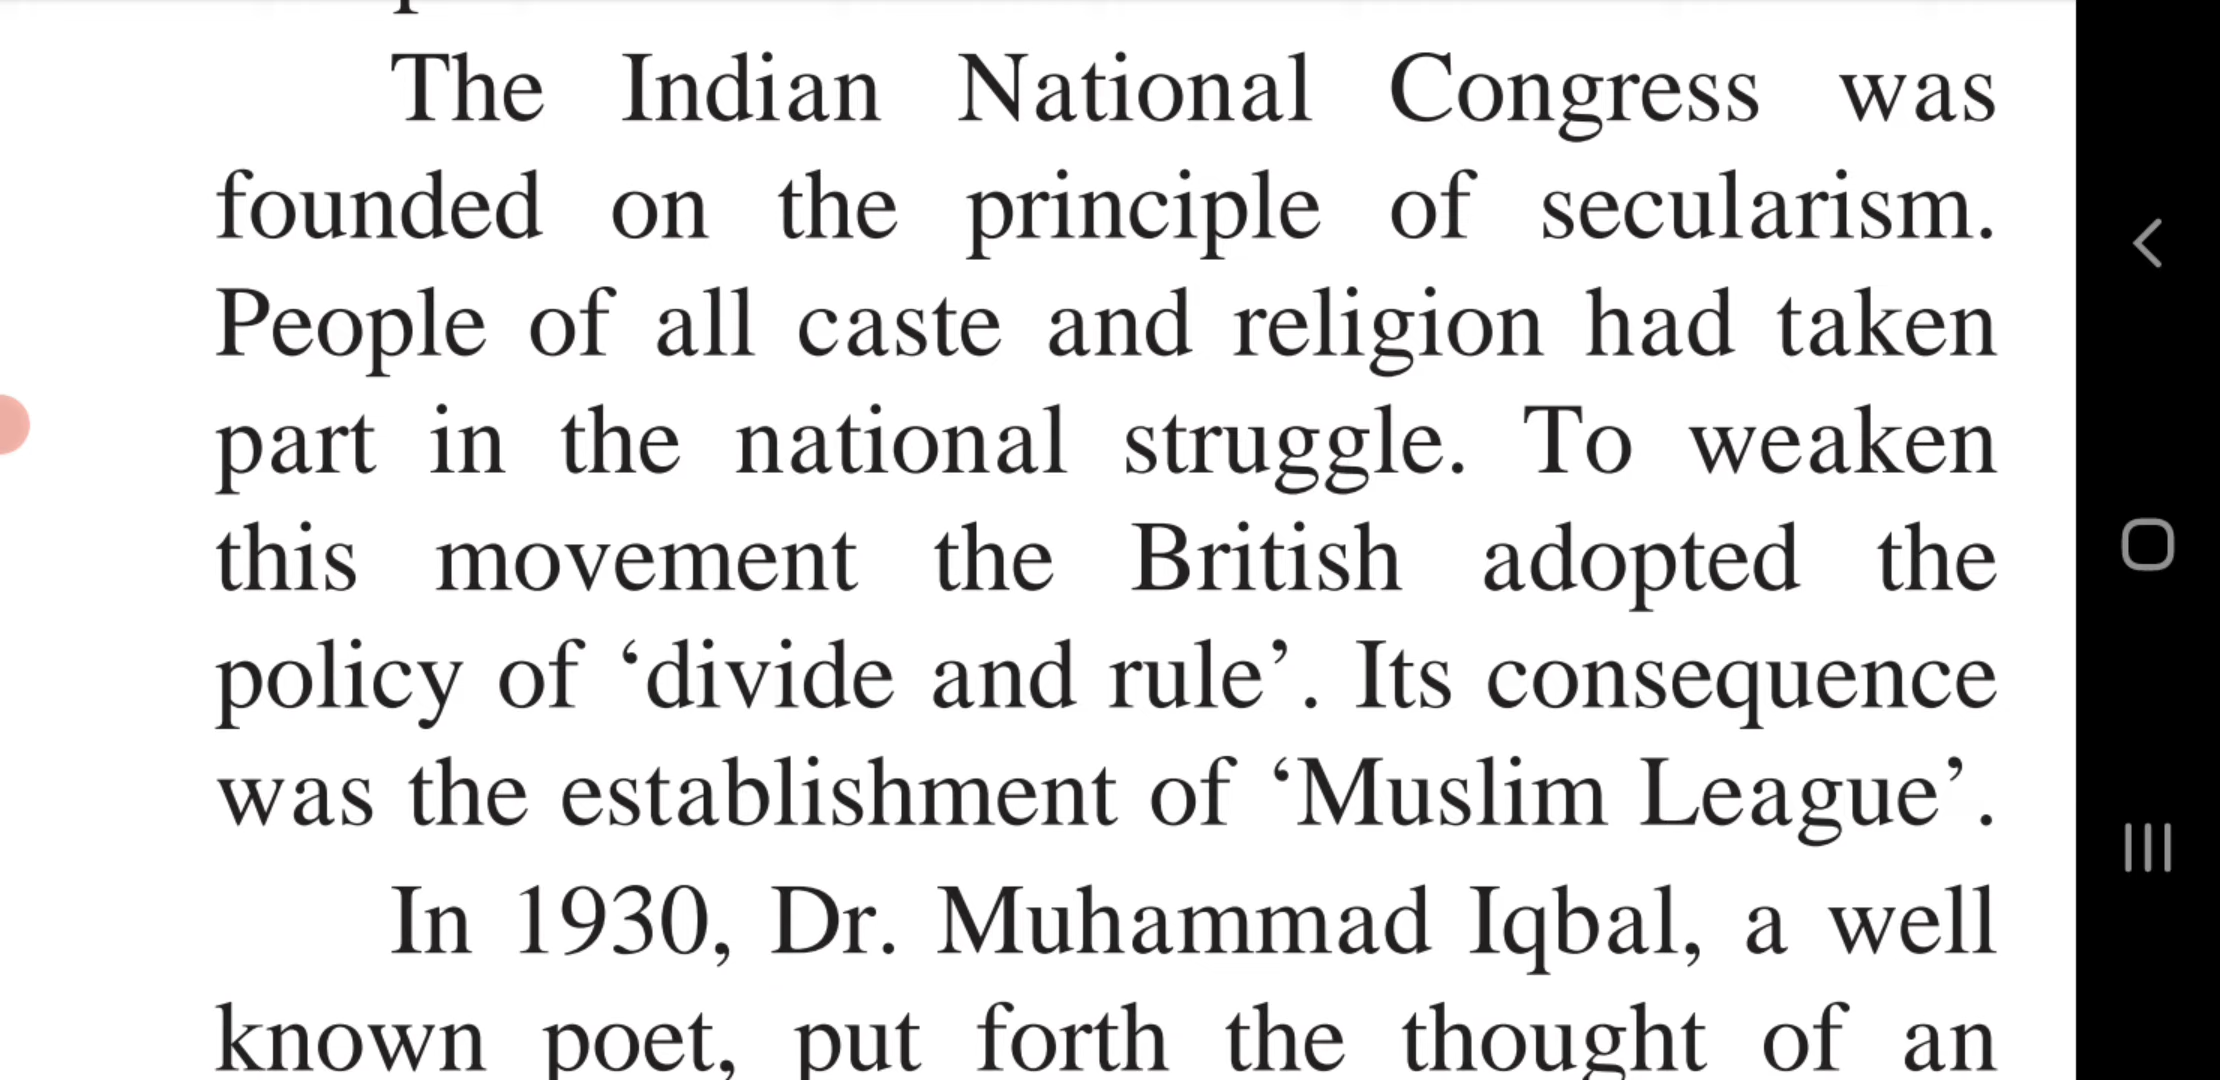 The Indian National Congress was
founded on the principle of secularism.
People of all caste and religion had taken
part in the national struggle. To weaken
this movement the British adopted the
policy of ‘divide and rule’. Its consequence
was the establishment of ‘Muslim League’.
In 1930, Dr. Muhammad Iqbal, a well
known poet, put forth the thought of an